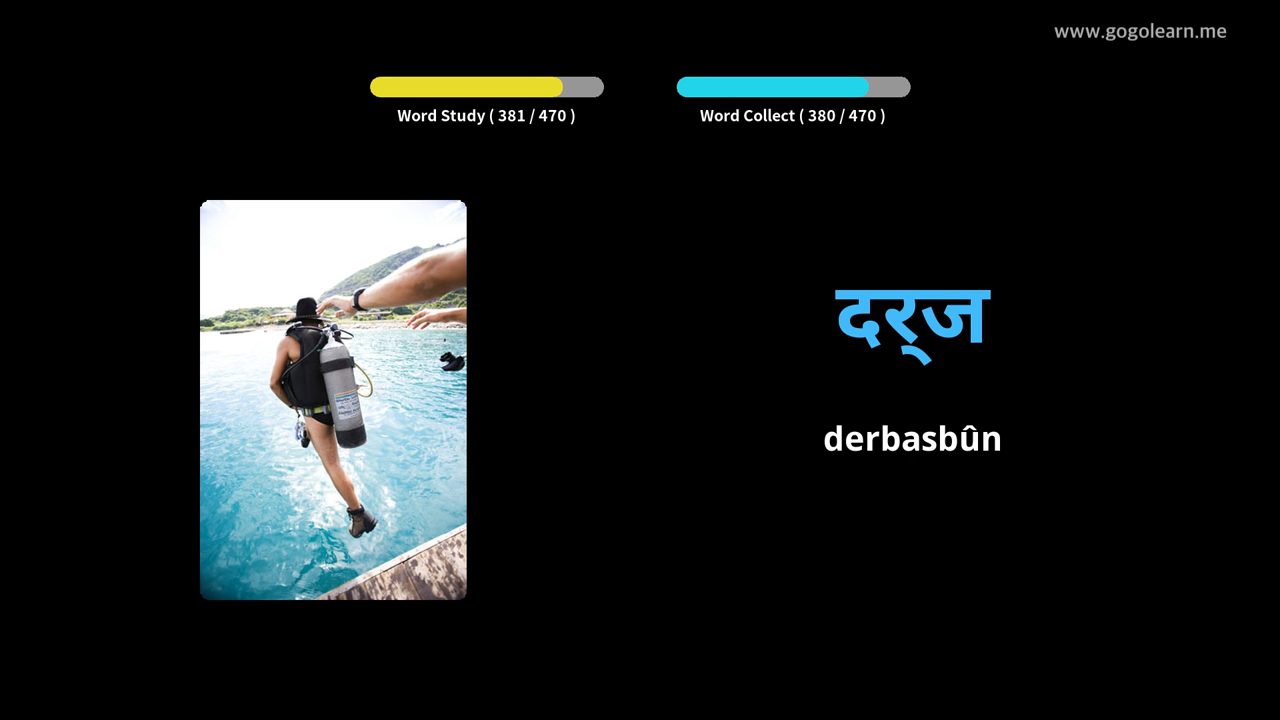 www.gogolearn.me
Word Study ( 381 / 470 )
Word Collect ( 380 / 470 )
दर्‌ज
derbasbûn